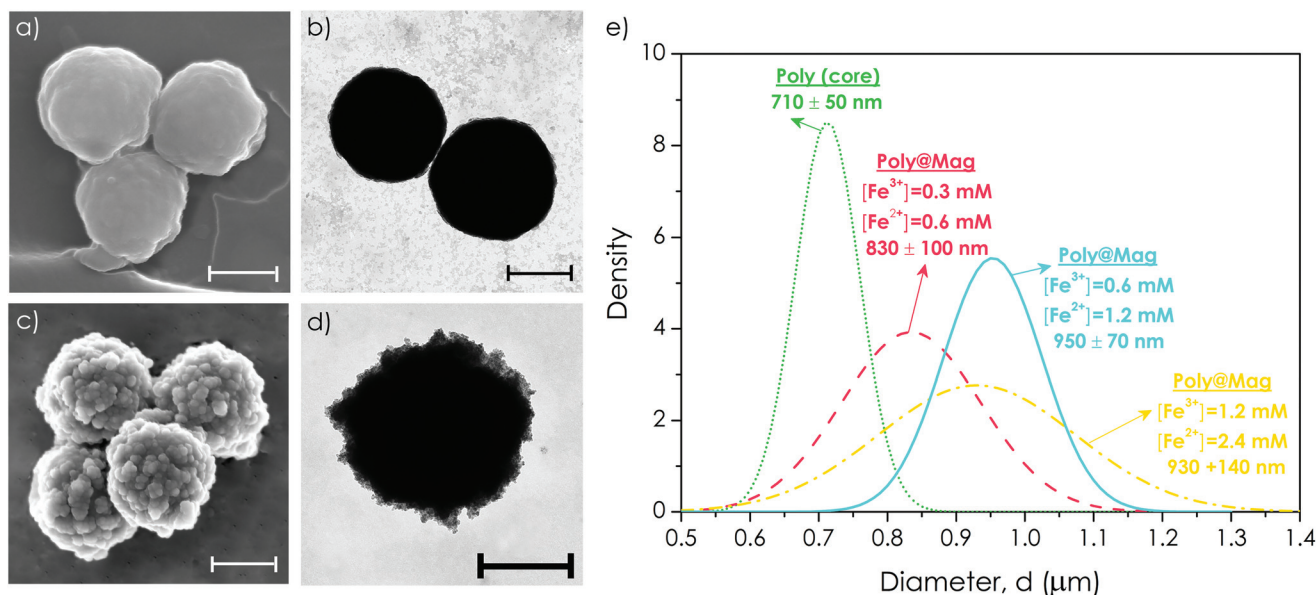 a)
b)
c)
d)
e)
10
8
6
4
2
0
Density
Poly (core)
710 ± 50 nm
Poly@Mag
[Fe³⁺]=0.3 mM
[Fe²⁺]=0.6 mM
830 ± 100 nm
Poly@Mag
[Fe³⁺]=0.6 mM
[Fe²⁺]=1.2 mM
950 ± 70 nm
Poly@Mag
[Fe³⁺]=1.2 mM
[Fe²⁺]=2.4 mM
930 +140 nm
0.5 0.6 0.7 0.8 0.9 1.0 1.1 1.2 1.3 1.4
Diameter, d (μm)